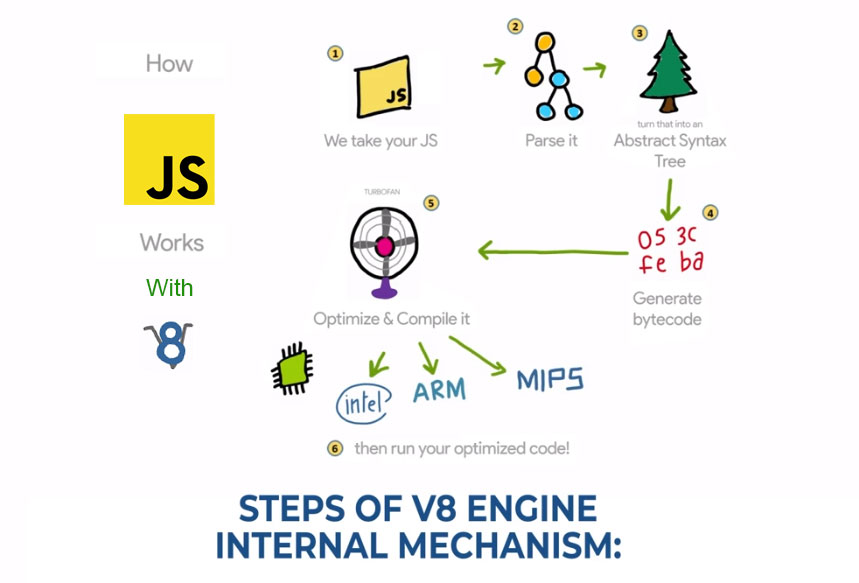 How
JS
Works
With
8
1
JS
We take your JS
2
Parse it
3
turn that into an
Abstract Syntax
Tree
4
05 3C
fe ba
Generate
bytecode
TURBOFAN
5
Optimize & Compile it
intel
ARM
MIPS
6 then run your optimized code!
STEPS OF V8 ENGINE
INTERNAL MECHANISM: